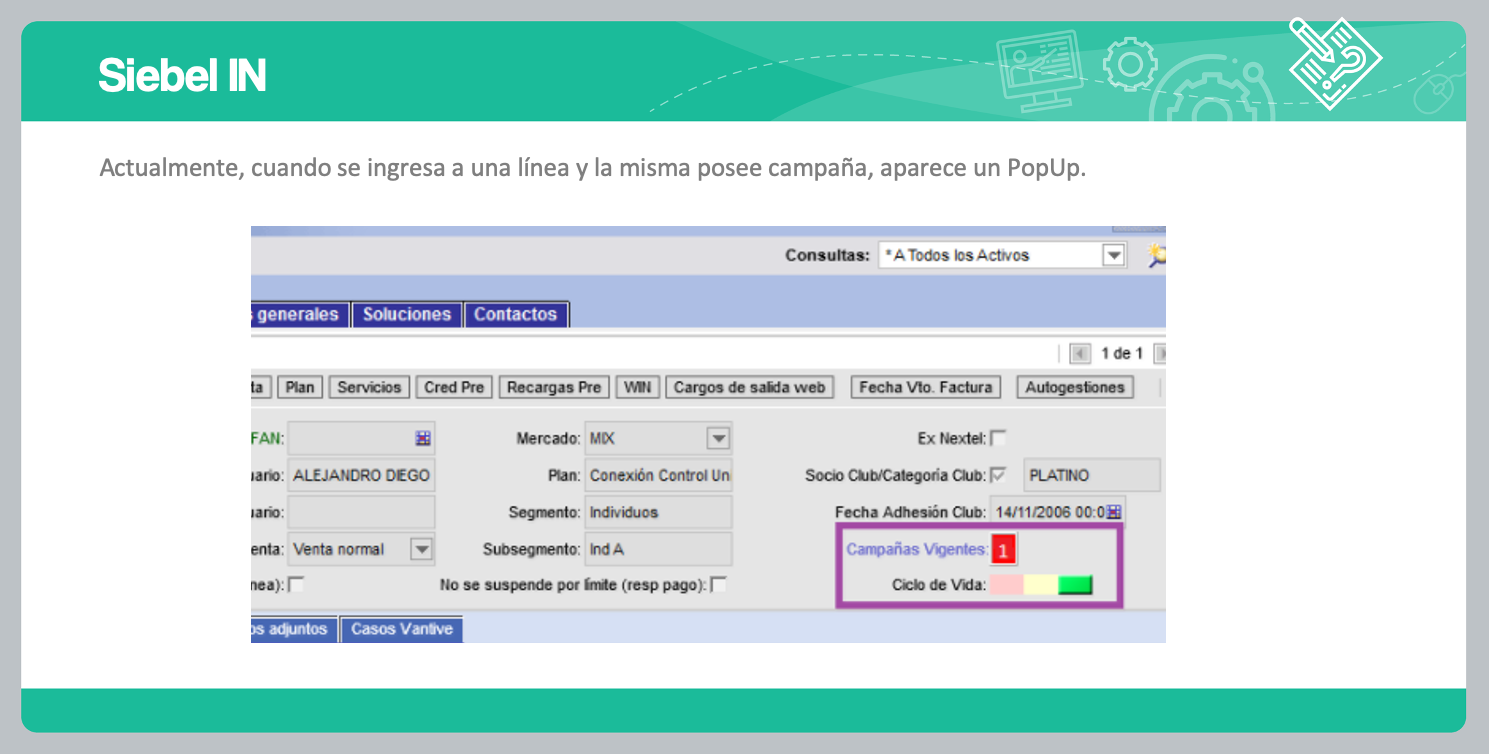 Siebel IN
Actualmente, cuando se ingresa a una línea y la misma posee campaña, aparece un PopUp.
Consultas: * A Todos los Activos
generales Soluciones Contactos
1 de 1
ta Plan Servicios Cred Pre Recargas Pre WIN Cargos de salida web Fecha Vto. Factura Autogestiones
FAN: Mercado: MIX Ex Nextel:
uario: ALEJANDRO DIEGO Plan: Conexión Control Uni Socio Club/Categoría Club: PLATINO
uario: Segmento: Individuos Fecha Adhesión Club: 14/11/2006 00:0
enta: Venta normal Subsegmento: Ind A Campañas Vigentes: 1
nea): No se suspende por límite (resp pago): Ciclo de Vida:
os adjuntos Casos Vantive